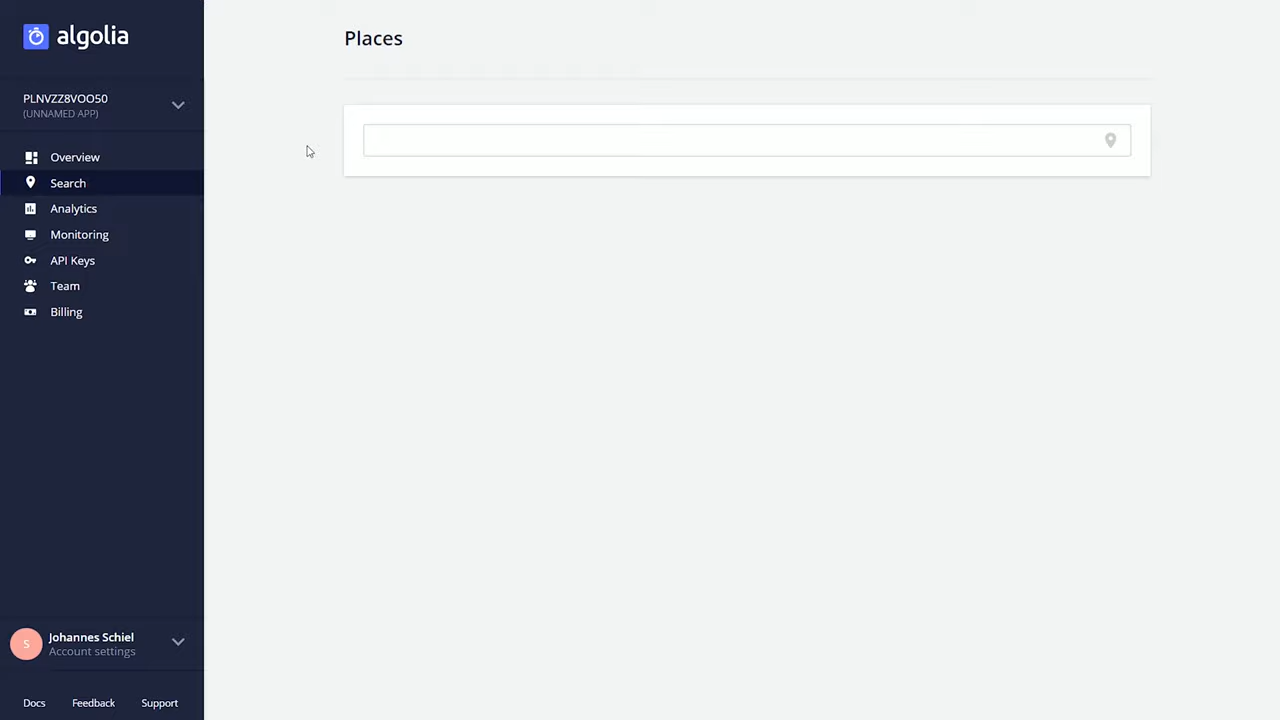 algolia
PLNVZZ8VOO50
(UNNAMED APP)
Overview
Search
Analytics
Monitoring
API Keys
Team
Billing
S
Johannes Schiel
Account settings
Docs Feedback Support
Places